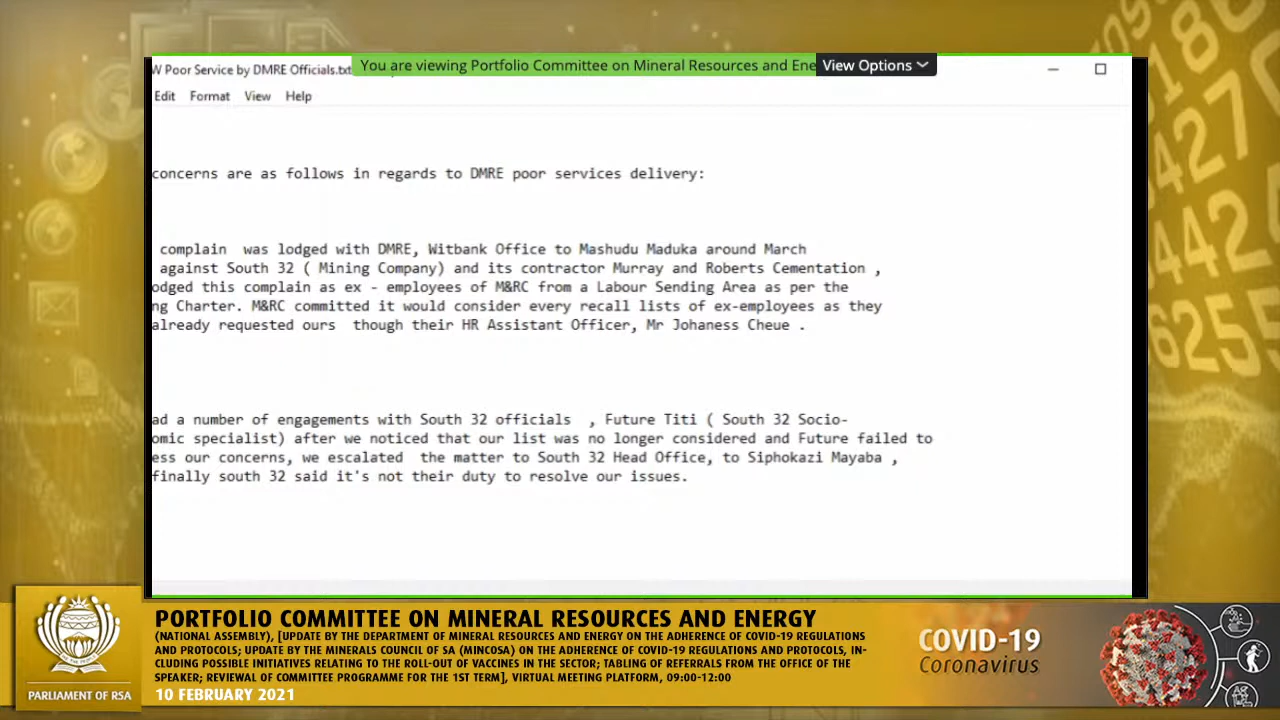 W Poor Service by DMRE Officials.txt
You are viewing Portfolio Committee on Mineral Resources and Ene
View Options
Edit Format View Help
concerns are as follows in regards to DMRE poor services delivery:
complain was lodged with DMRE, Witbank Office to Mashudu Maduka around March
against South 32 ( Mining Company) and its contractor Murray and Roberts Cementation ,
odged this complain as ex - employees of M&RC from a Labour Sending Area as per the
ng Charter. M&RC committed it would consider every recall lists of ex-employees as they
already requested ours though their HR Assistant Officer, Mr Johaness Cheue .
ad a number of engagements with South 32 officials , Future Titi ( South 32 Socio-
omic specialist) after we noticed that our list was no longer considered and Future failed to
ess our concerns, we escalated the matter to South 32 Head Office, to Siphokazi Mayaba ,
finally south 32 said it's not their duty to resolve our issues.
PORTFOLIO COMMITTEE ON MINERAL RESOURCES AND ENERGY
(NATIONAL ASSEMBLY), [UPDATE BY THE DEPARTMENT OF MINERAL RESOURCES AND ENERGY ON THE ADHERENCE OF COVID-19 REGULATIONS
AND PROTOCOLS; UPDATE BY THE MINERALS COUNCIL OF SA (MINCOSA) ON THE ADHERENCE OF COVID-19 REGULATIONS AND PROTOCOLS, IN-
CLUDING POSSIBLE INITIATIVES RELATING TO THE ROLL-OUT OF VACCINES IN THE SECTOR; TABLING OF REFERRALS FROM THE OFFICE OF THE
SPEAKER; REVIEWAL OF COMMITTEE PROGRAMME FOR THE 1ST TERM], VIRTUAL MEETING PLATFORM, 09:00-12:00
10 FEBRUARY 2021
PARLIAMENT OF RSA
COVID-19
Coronavirus